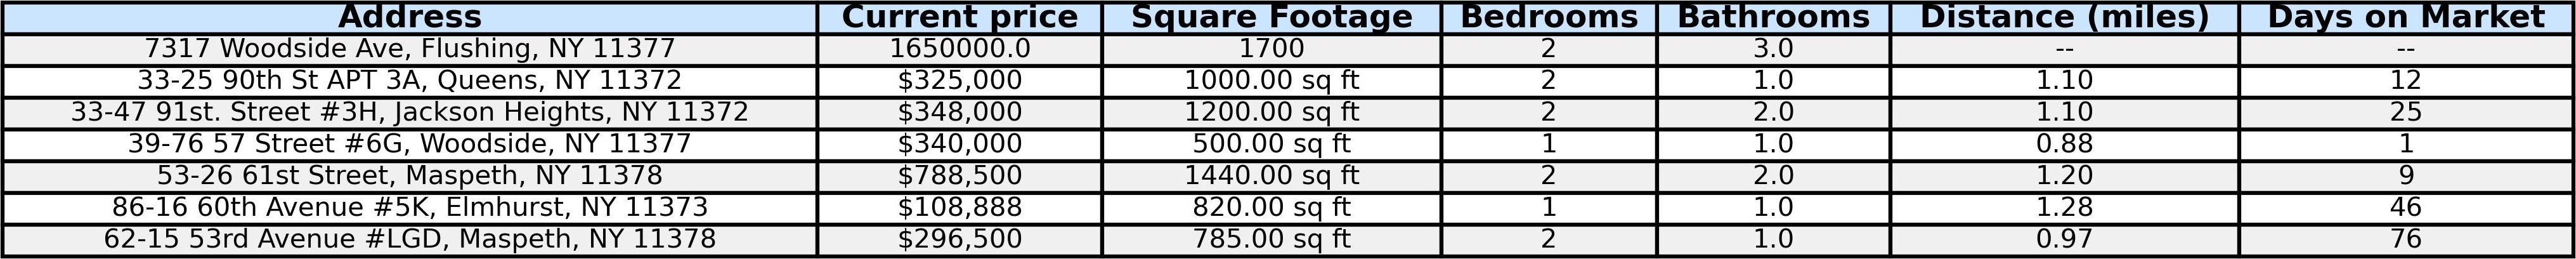 Address Current price Square Footage Bedrooms Bathrooms Distance (miles) Days on Market
7317 Woodside Ave, Flushing, NY 11377 1650000.0 1700 2 3.0 -- --
33-25 90th St APT 3A, Queens, NY 11372 $325,000 1000.00 sq ft 2 1.0 1.10 12
33-47 91st. Street #3H, Jackson Heights, NY 11372 $348,000 1200.00 sq ft 2 2.0 1.10 25
39-76 57 Street #6G, Woodside, NY 11377 $340,000 500.00 sq ft 1 1.0 0.88 1
53-26 61st Street, Maspeth, NY 11378 $788,500 1440.00 sq ft 2 2.0 1.20 9
86-16 60th Avenue #5K, Elmhurst, NY 11373 $108,888 820.00 sq ft 1 1.0 1.28 46
62-15 53rd Avenue #LGD, Maspeth, NY 11378 $296,500 785.00 sq ft 2 1.0 0.97 76